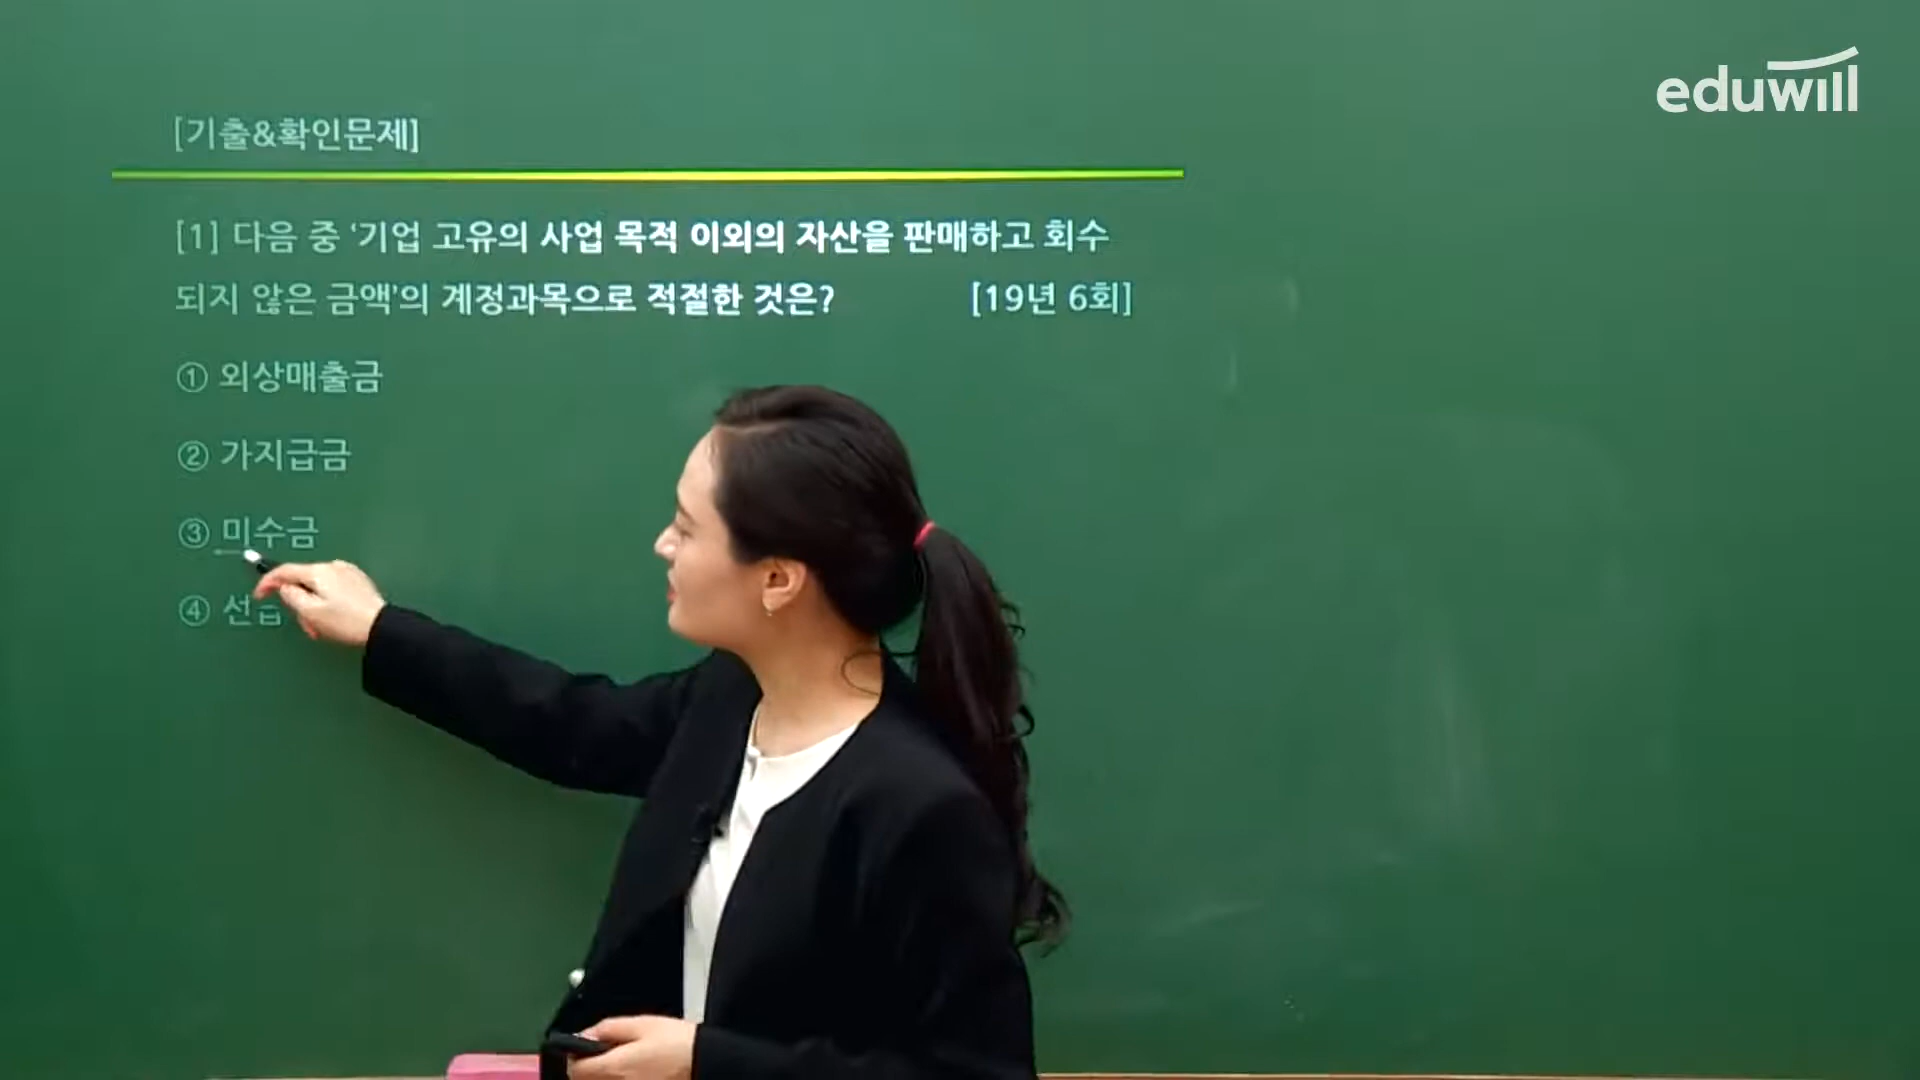 eduwill
[기출&확인문제]
[1] 다음 중 ‘기업 고유의 사업 목적 이외의 자산을 판매하고 회수
되지 않은 금액’의 계정과목으로 적절한 것은? [19년 6회]
① 외상매출금
② 가지급금
③ 미수금
④ 선급